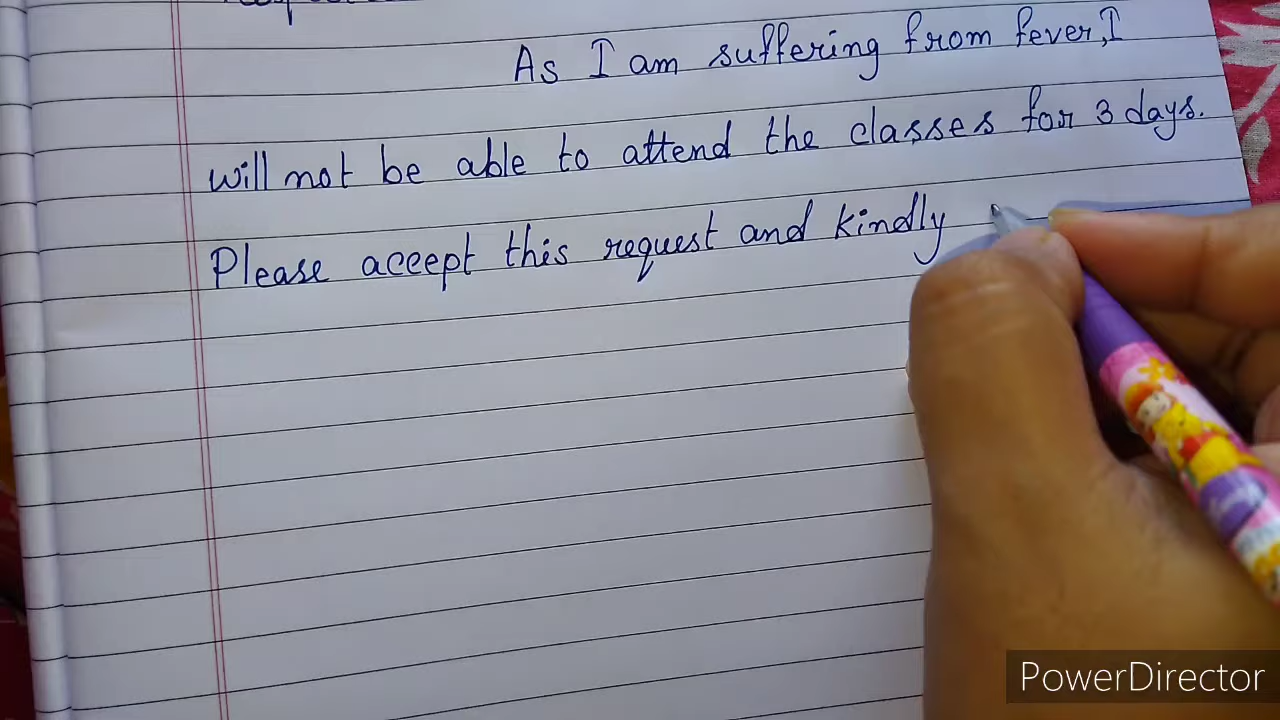 As I am suffering from fever, I
will not be able to attend the classes for 3 days.
Please accept this request and kindly
PowerDirector